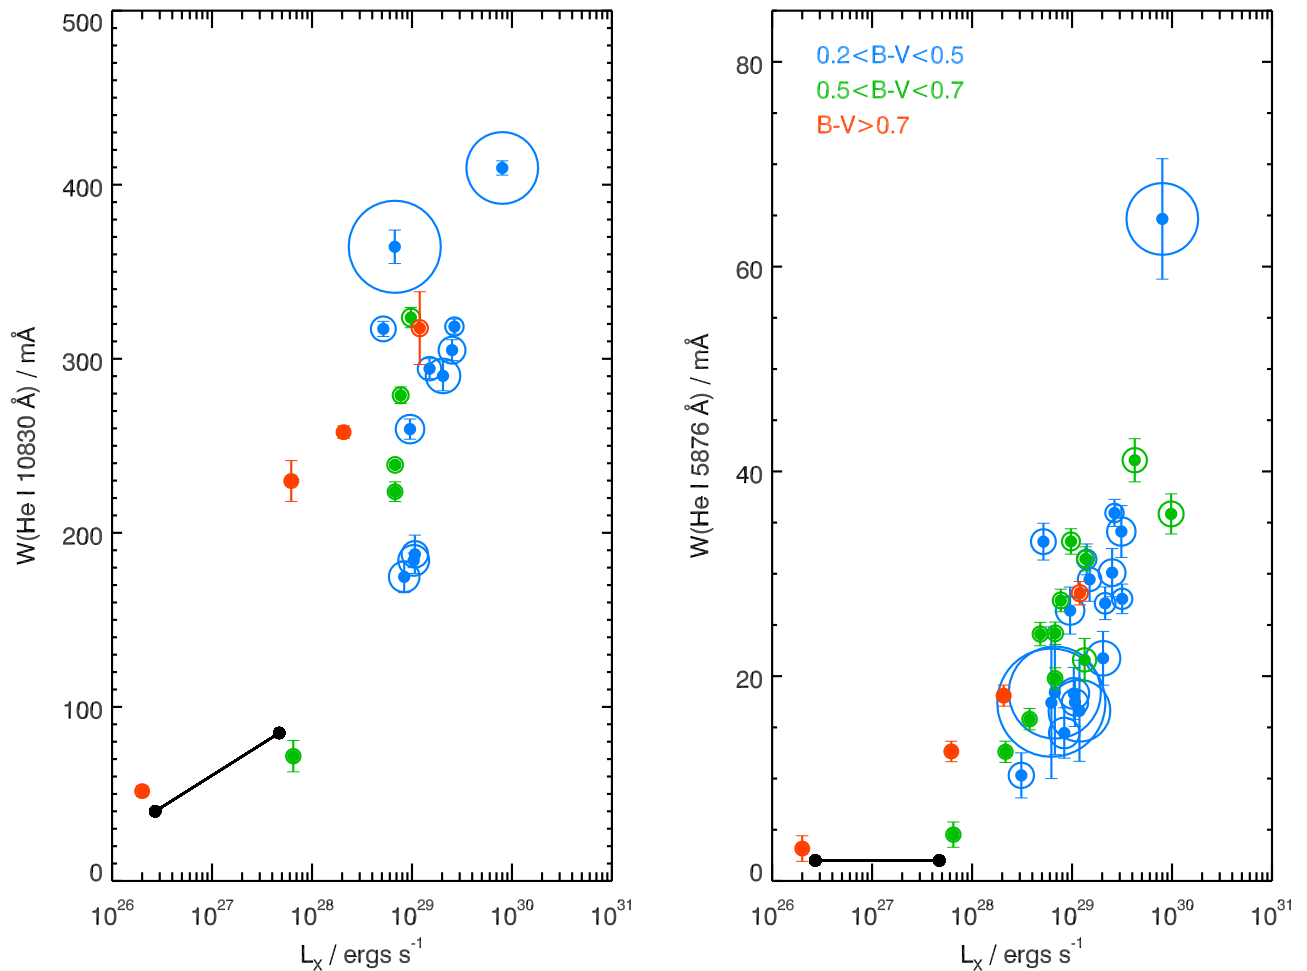 500
400
300
200
100
0
W(He I 10830 Å) / mÅ
10^26 10^27 10^28 10^29 10^30 10^31
L_X / ergs s^-1
0.2<B-V<0.5
0.5<B-V<0.7
B-V>0.7
80
60
40
20
0
W(He I 5876 Å) / mÅ
10^26 10^27 10^28 10^29 10^30 10^31
L_X / ergs s^-1